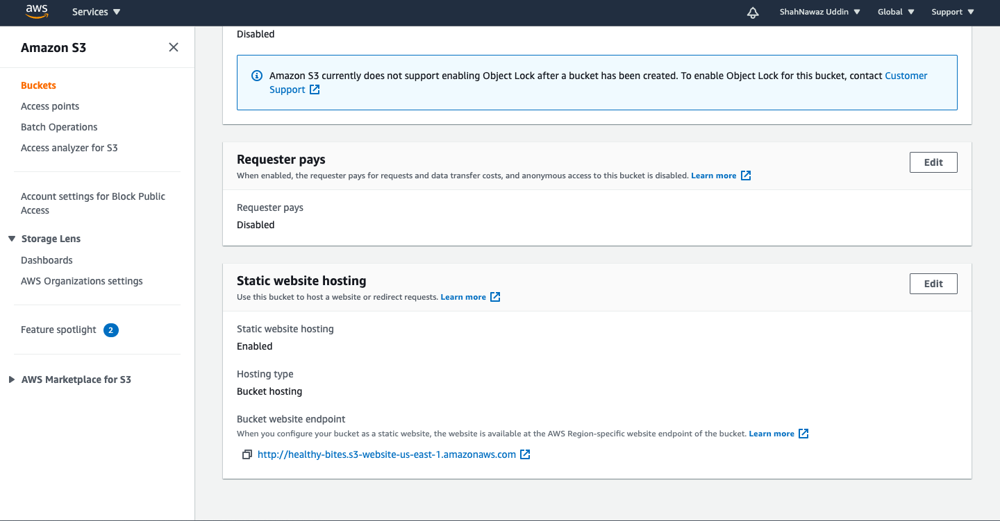 aws
Services
ShahNawaz Uddin
Global
Support
Amazon S3
Buckets
Access points
Batch Operations
Access analyzer for S3
Account settings for Block Public
Access
Storage Lens
Dashboards
AWS Organizations settings
Feature spotlight 2
AWS Marketplace for S3
Disabled
Amazon S3 currently does not support enabling Object Lock after a bucket has been created. To enable Object Lock for this bucket, contact Customer
Support
Requester pays
Edit
When enabled, the requester pays for requests and data transfer costs, and anonymous access to this bucket is disabled. Learn more
Requester pays
Disabled
Static website hosting
Edit
Use this bucket to host a website or redirect requests. Learn more
Static website hosting
Enabled
Hosting type
Bucket hosting
Bucket website endpoint
When you configure your bucket as a static website, the website is available at the AWS Region-specific website endpoint of the bucket. Learn more
http://healthy-bites.s3-website-us-east-1.amazonaws.com